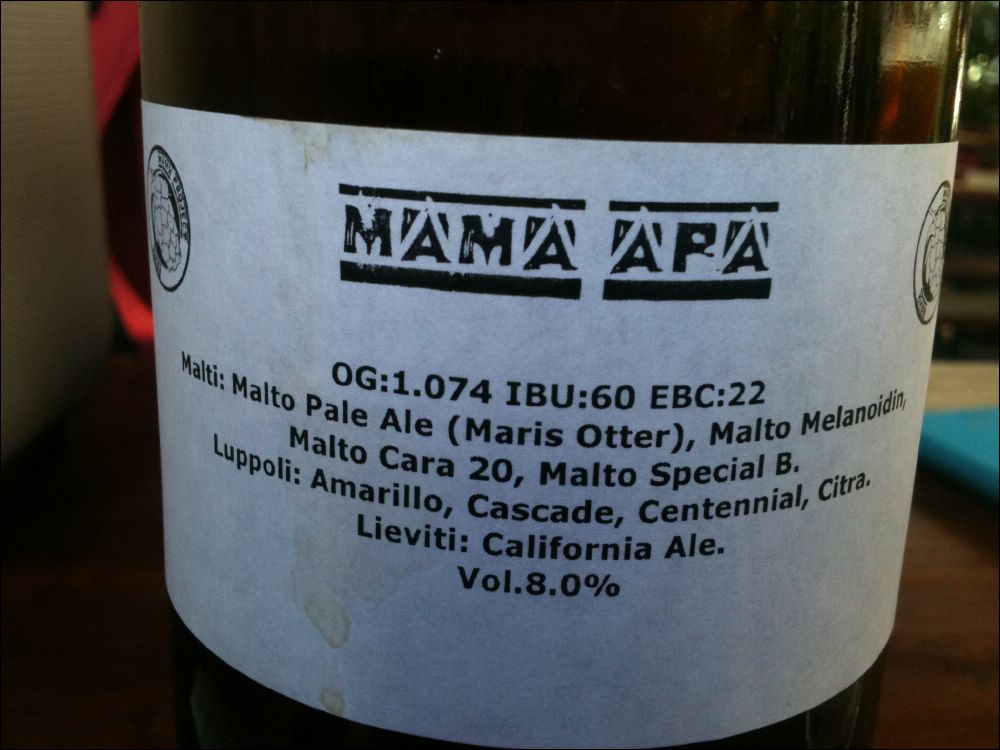 MAMA APA
OG:1.074 IBU:60 EBC:22
Malti: Malto Pale Ale (Maris Otter), Malto Melanoidin,
Malto Cara 20, Malto Special B.
Luppoli: Amarillo, Cascade, Centennial, Citra.
Lieviti: California Ale.
Vol.8.0%